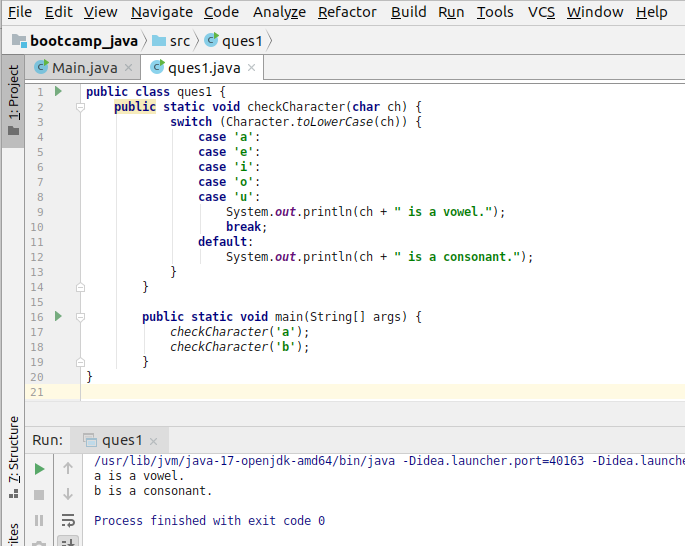 File Edit View Navigate Code Analyze Refactor Build Run Tools VCS Window Help
bootcamp_java src ques1
Main.java ques1.java
1: Project
1 public class ques1 {
2 public static void checkCharacter(char ch) {
3 switch (Character.toLowerCase(ch)) {
4 case 'a':
5 case 'e':
6 case 'i':
7 case 'o':
8 case 'u':
9 System.out.println(ch + " is a vowel.");
10 break;
11 default:
12 System.out.println(ch + " is a consonant.");
13 }
14 }
15
16 public static void main(String[] args) {
17 checkCharacter('a');
18 checkCharacter('b');
19 }
20 }
21
7: Structure
Run: ques1
/usr/lib/jvm/java-17-openjdk-amd64/bin/java -Didea.launcher.port=40163 -Didea.launche
a is a vowel.
b is a consonant.
Process finished with exit code 0